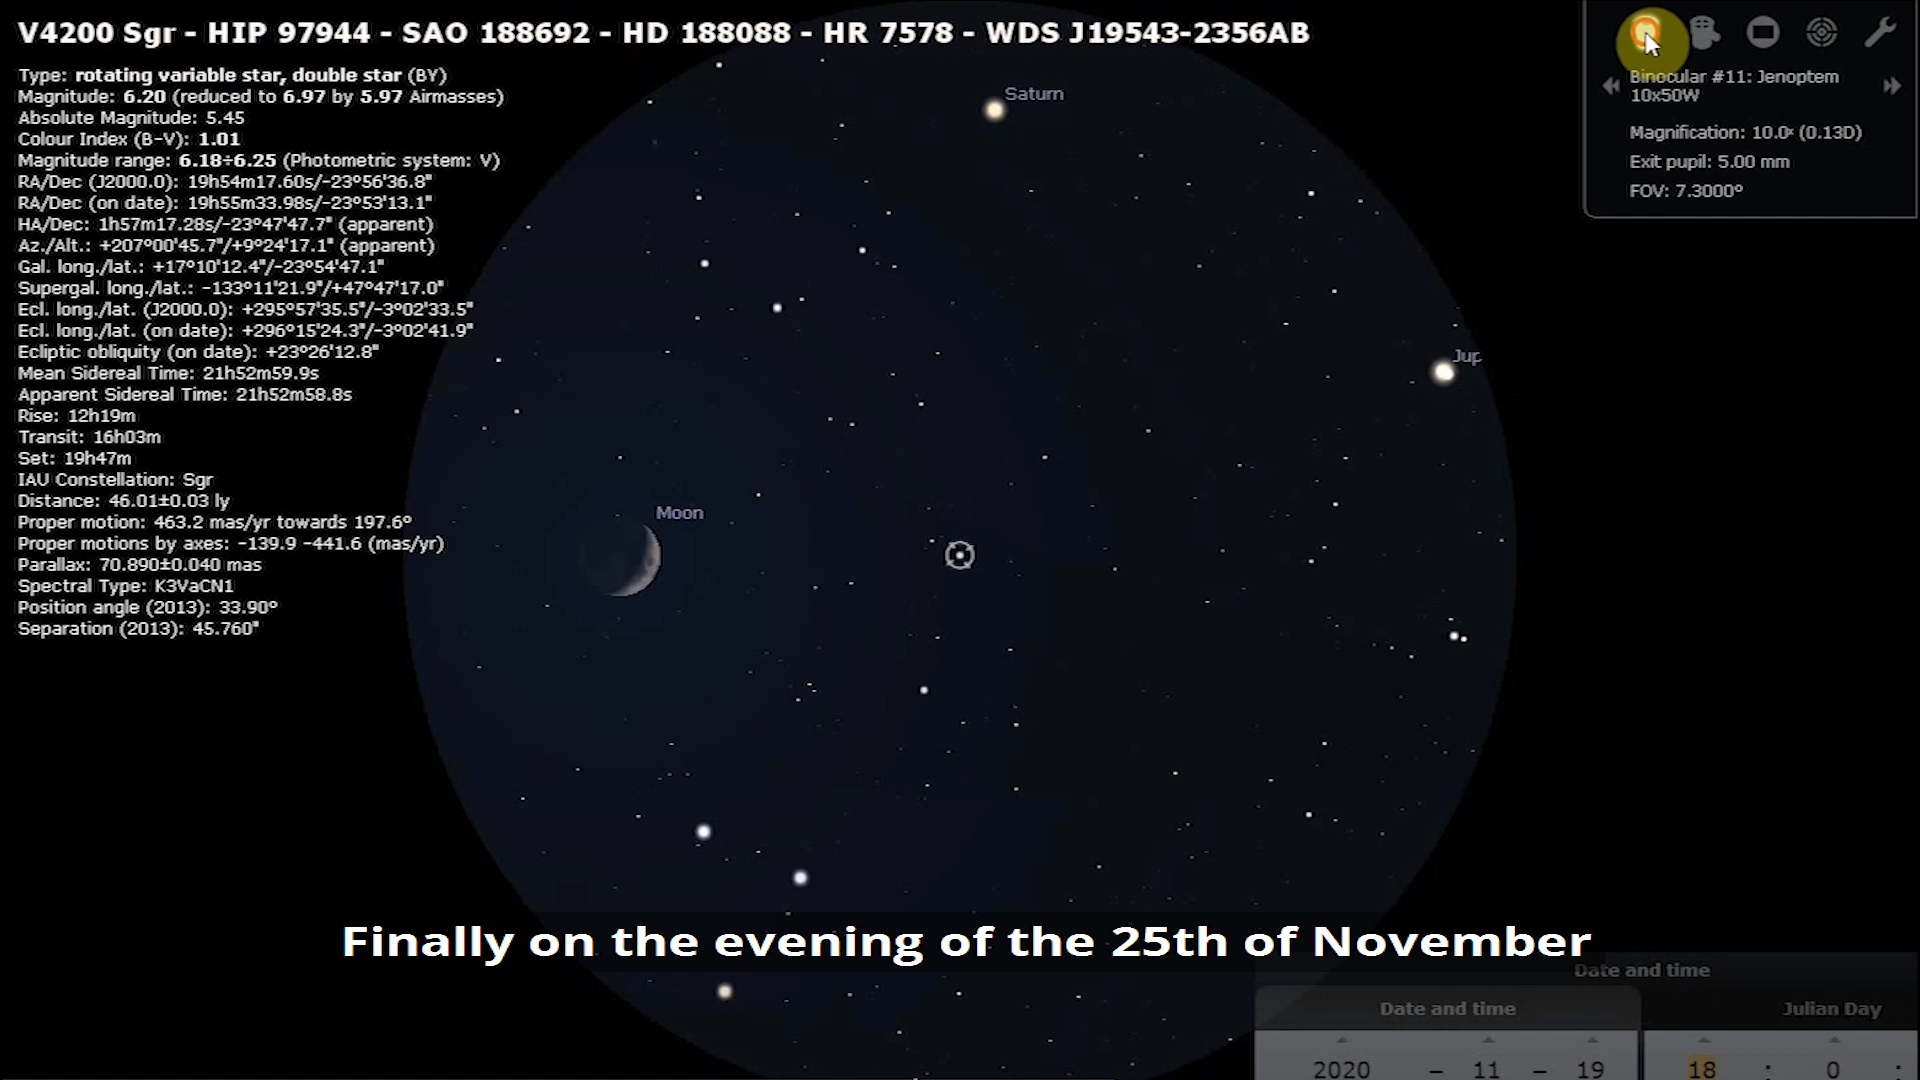 V4200 Sgr - HIP 97944 - SAO 188692 - HD 188088 - HR 7578 - WDS J19543-2356AB
Type: rotating variable star, double star (BY)
Magnitude: 6.20 (reduced to 6.97 by 5.97 Airmasses)
Absolute Magnitude: 5.45
Colour Index (B-V): 1.01
Magnitude range: 6.18÷6.25 (Photometric system: V)
RA/Dec (J2000.0): 19h54m17.60s/-23°56'36.8"
RA/Dec (on date): 19h55m33.98s/-23°53'13.1"
HA/Dec: 1h57m17.28s/-23°47'47.7" (apparent)
Az./Alt.: +207°00'45.7"/+9°24'17.1" (apparent)
Gal. long./lat.: +17°10'12.4"/-23°54'47.1"
Supergal. long./lat.: -133°11'21.9"/+47°47'17.0"
Ecl. long./lat. (J2000.0): +295°57'35.5"/-3°02'33.5"
Ecl. long./lat. (on date): +296°15'24.3"/-3°02'41.9"
Ecliptic obliquity (on date): +23°26'12.8"
Mean Sidereal Time: 21h52m59.9s
Apparent Sidereal Time: 21h52m58.8s
Rise: 12h19m
Transit: 16h03m
Set: 19h47m
IAU Constellation: Sgr
Distance: 46.01±0.03 ly
Proper motion: 463.2 mas/yr towards 197.6°
Proper motions by axes: -139.9 -441.6 (mas/yr)
Parallax: 70.890±0.040 mas
Spectral Type: K3VaCN1
Position angle (2013): 33.90°
Separation (2013): 45.760"
Binocular #11: Jenoptem
10x50W
Magnification: 10.0× (0.13D)
Exit pupil: 5.00 mm
FOV: 7.3000°
Saturn
Jup
Moon
Finally on the evening of the 25th of November
Date and time
Date and time
Julian Day
2020 - 11 - 19
18 : 0 :